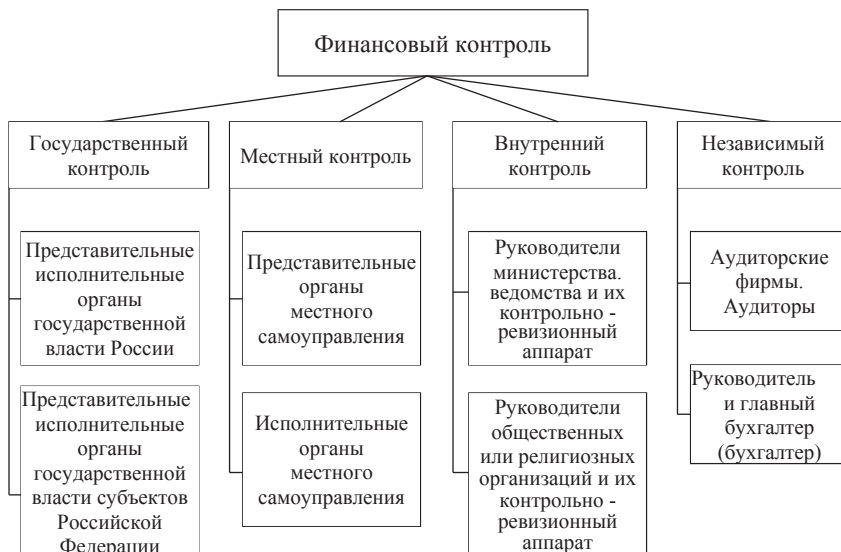 Финансовый контроль
Государственный
контроль
Местный контроль
Внутренний
контроль
Независимый
контроль
Представительные
исполнительные
органы
государственной
власти России
Представительные
органы
местного
самоуправления
Руководители
министерства.
ведомства и их
контрольно -
ревизионный
аппарат
Аудиторские
фирмы.
Аудиторы
Представительные
исполнительные
органы
государственной
власти субъектов
Российской
Федерации
Исполнительные
органы
местного
самоуправления
Руководители
общественных
или религиозных
организаций и их
контрольно -
ревизионный
аппарат
Руководитель
и главный
бухгалтер
(бухгалтер)